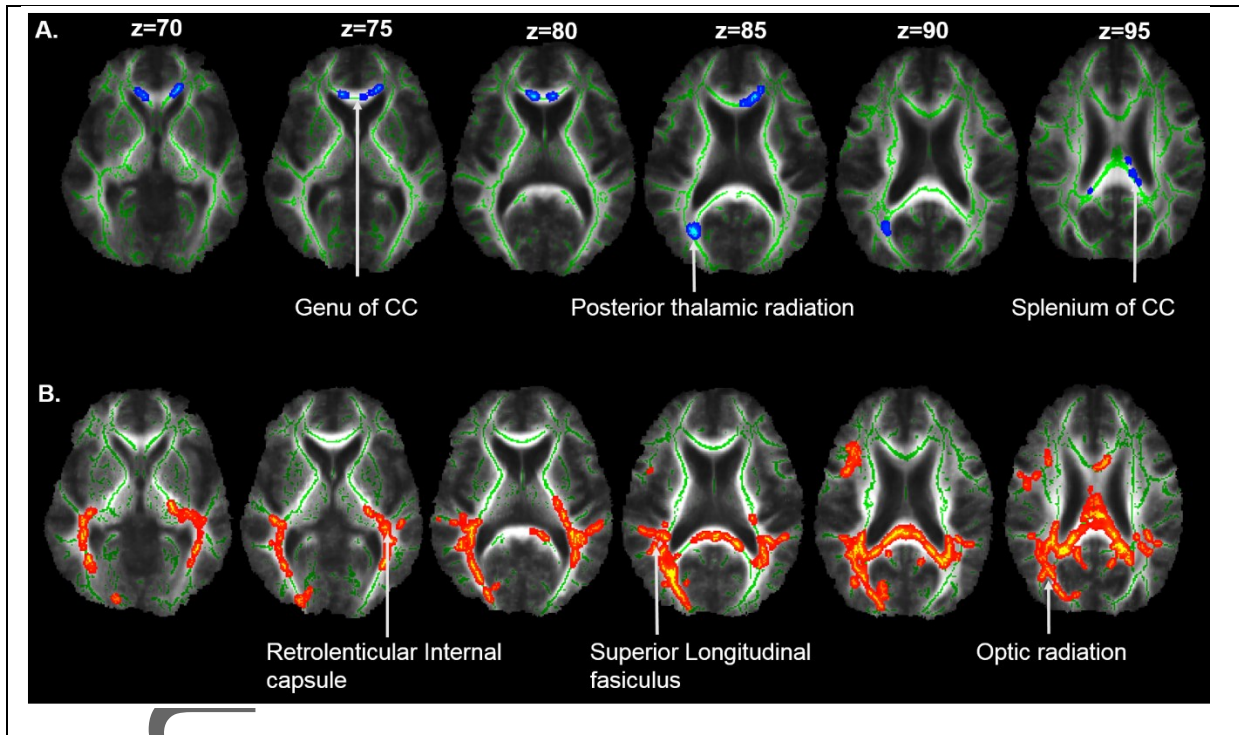 A.
z=70 z=75 z=80 z=85 z=90 z=95
Genu of CC Posterior thalamic radiation Splenium of CC
B.
Retrolenticular Internal
capsule
Superior Longitudinal
fasiculus
Optic radiation